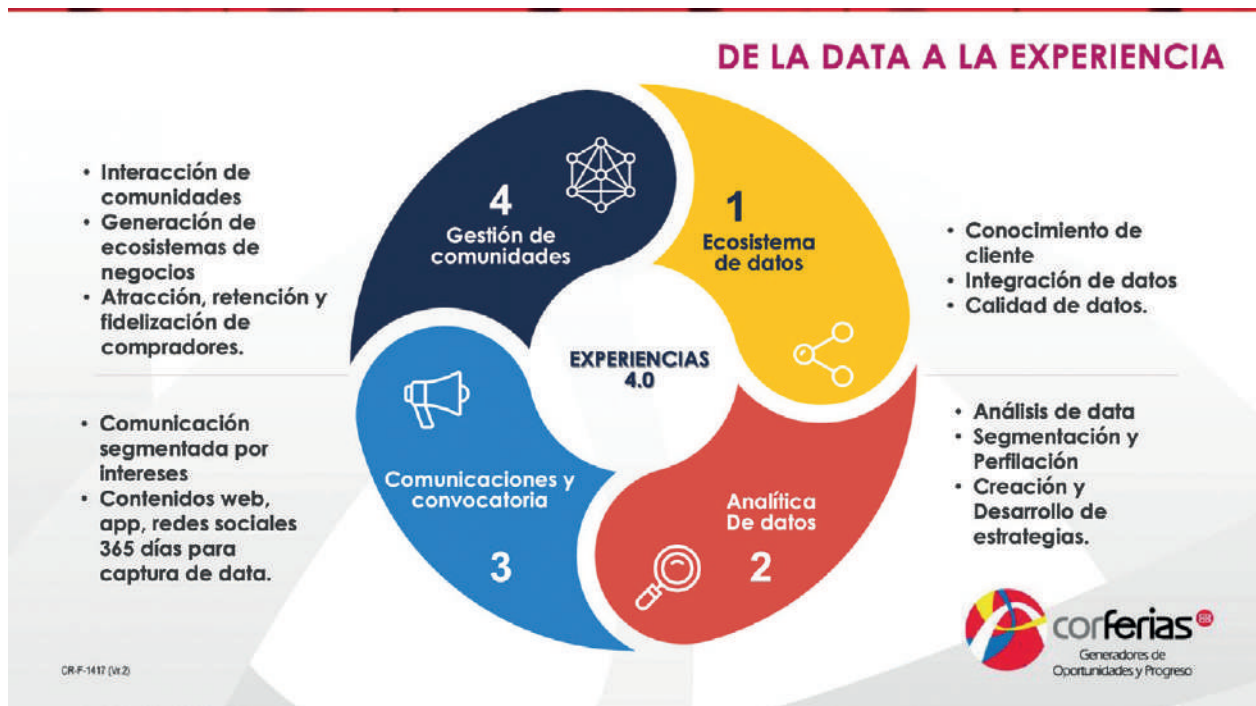 DE LA DATA A LA EXPERIENCIA
1
Ecosistema
de datos
• Conocimiento de
cliente
• Integración de datos
• Calidad de datos.
Analítica
De datos
2
• Análisis de data
• Segmentación y
Perfilación
• Creación y
Desarrollo de
estrategias.
Comunicaciones y
convocatoria
3
• Comunicación
segmentada por
intereses
• Contenidos web,
app, redes sociales
365 días para
captura de data.
4
Gestión de
comunidades
• Interacción de
comunidades
• Generación de
ecosistemas de
negocios
• Atracción, retención y
fidelización de
compradores.
EXPERIENCIAS
4.0
corferias
Generadores de
Oportunidades y Progreso
CR-F-1417 (Vr.2)